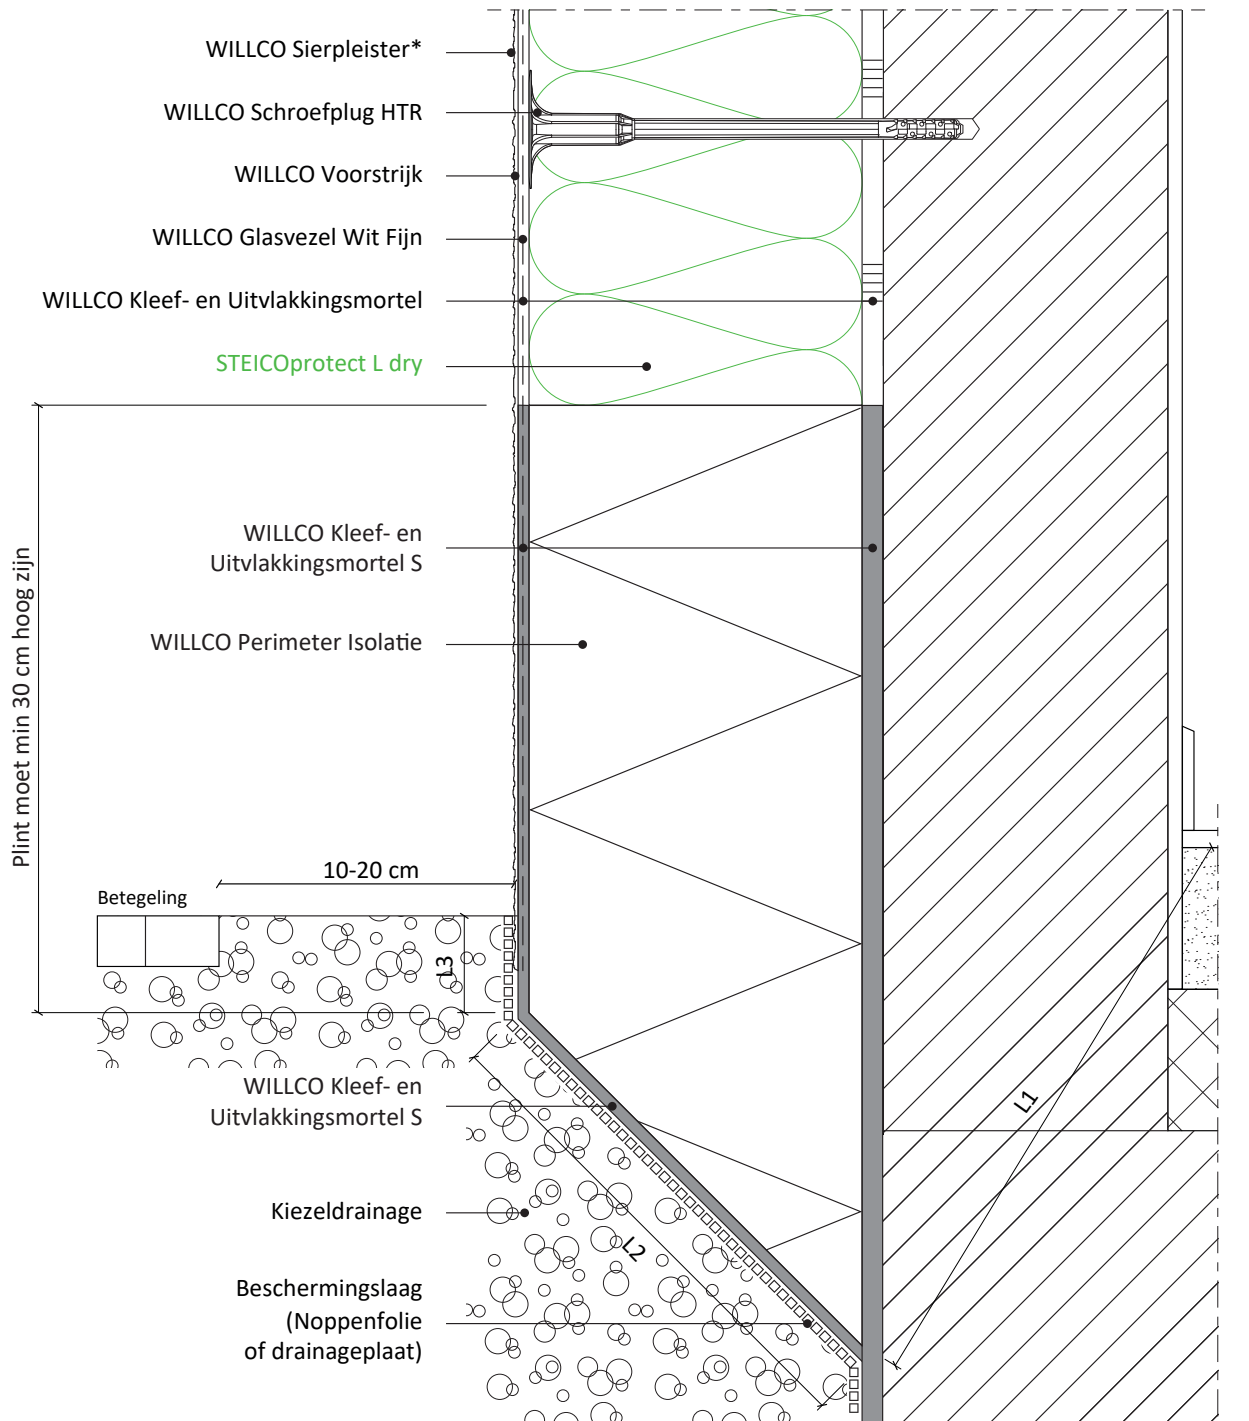 WILLCO Sierpleister*
WILLCO Schroefplug HTR
WILLCO Voorstrijk
WILLCO Glasvezel Wit Fijn
WILLCO Kleef- en Uitvlakkingsmortel
STEICOprotect L dry
WILLCO Kleef- en
Uitvlakkingsmortel S
WILLCO Perimeter Isolatie
Plint moet min 30 cm hoog zijn
10-20 cm
Betegeling
L3
WILLCO Kleef- en
Uitvlakkingsmortel S
L1
Kiezeldrainage
L2
Beschermingslaag
(Noppenfolie
of drainageplaat)